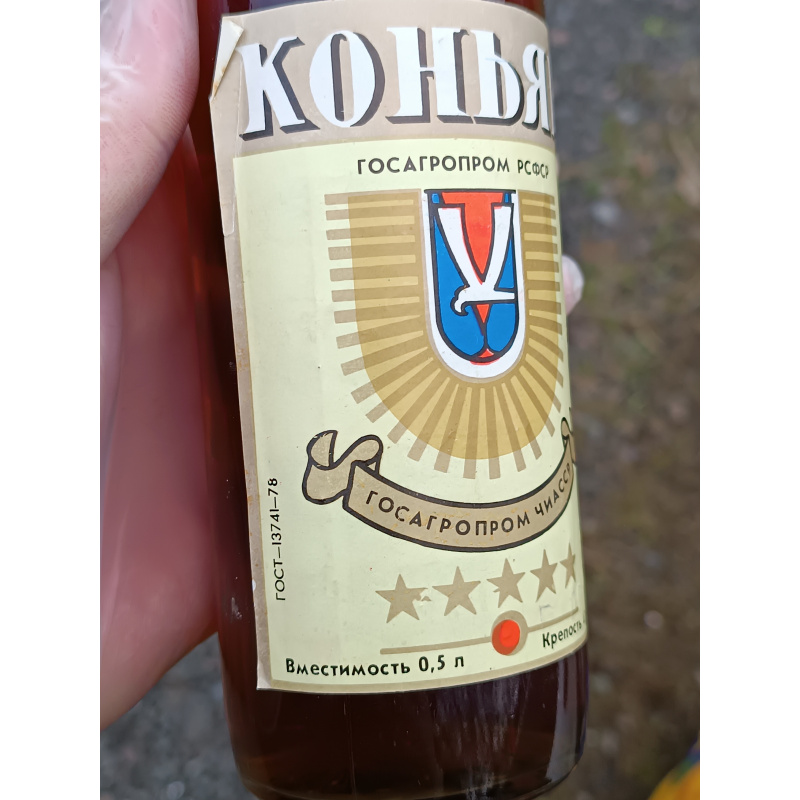 КОНЬЯ
ГОСАГРОПРОМ РСФСР
ГОСАГРОПРОМ ЧИАССР
ГОСТ—13741—78
Вместимость 0,5 л
Крепость